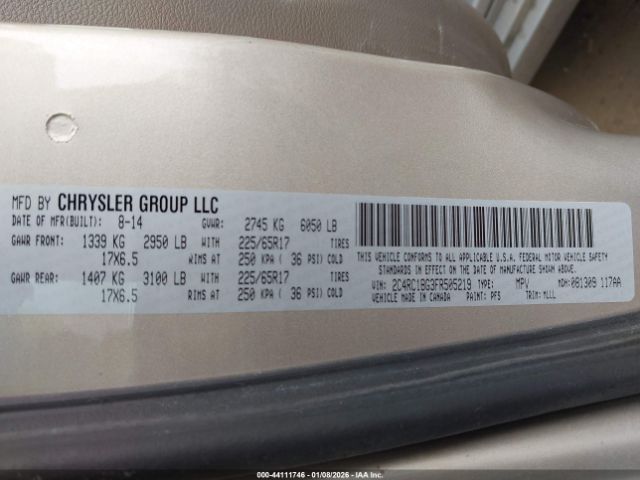 MFD BY CHRYSLER GROUP LLC
DATE OF MFR(BUILT): 8-14 GVWR: 2745 KG 6050 LB
GAWR FRONT: 1339 KG 2950 LB WITH 225/65R17 TIRES
17X6.5 RIMS AT 250 KPA ( 36 PSI) COLD
GAWR REAR: 1407 KG 3100 LB WITH 225/65R17 TIRES
17X6.5 RIMS AT 250 KPA ( 36 PSI) COLD
THIS VEHICLE CONFORMS TO ALL APPLICABLE U.S.A. FEDERAL MOTOR VEHICLE SAFETY
STANDARDS IN EFFECT ON THE DATE OF MANUFACTURE SHOWN ABOVE.
VIN: 2C4RC1BG3FR505219 TYPE: MPV MDH: 081309 117AA
VEHICLE MADE IN CANADA PAINT: PFS TRIM: MLLL
000-44111746 | 01/08/2026 - IAA Inc.